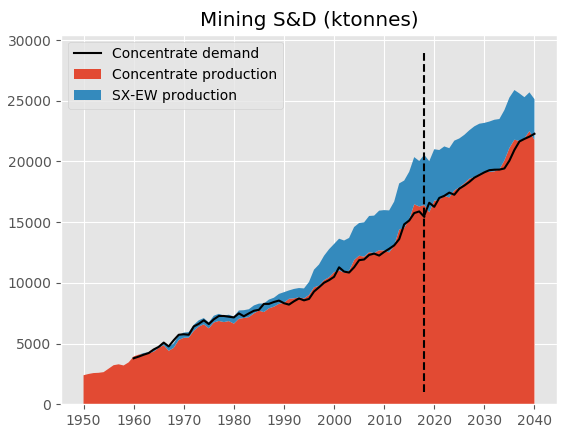 Mining S&D (ktonnes)
30000
25000
20000
15000
10000
5000
0
Concentrate demand
Concentrate production
SX-EW production
1950 1960 1970 1980 1990 2000 2010 2020 2030 2040